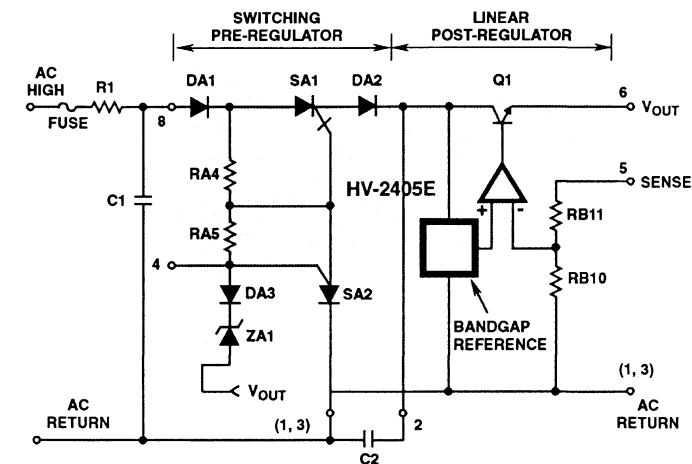 SWITCHING
PRE-REGULATOR
LINEAR
POST-REGULATOR
AC
HIGH
R1
FUSE
8
DA1
SA1
DA2
Q1
6
VOUT
5
SENSE
RA4
HV-2405E
C1
+
-
RB11
RA5
4
DA3
SA2
RB10
ZA1
BANDGAP
REFERENCE
VOUT
(1, 3)
AC
RETURN
AC
RETURN
(1, 3)
2
C2